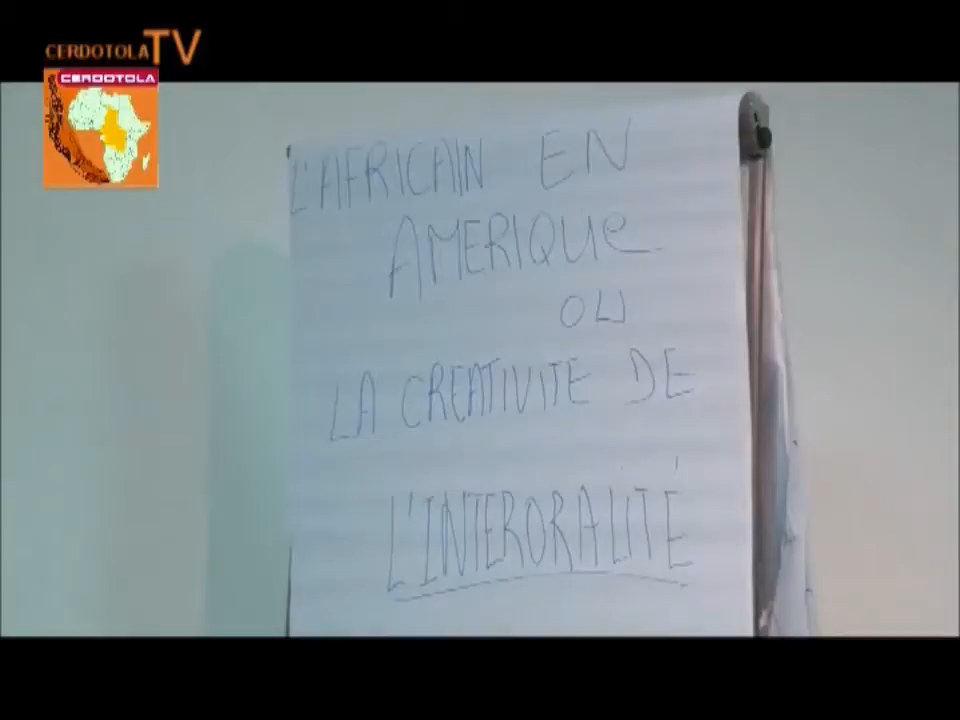 CERDOTOLA TV
CERDOTOLA
L'AFRICAIN EN
AMERIQUe
OU
LA CREATIVITE DE
L'INTERORALITÉ